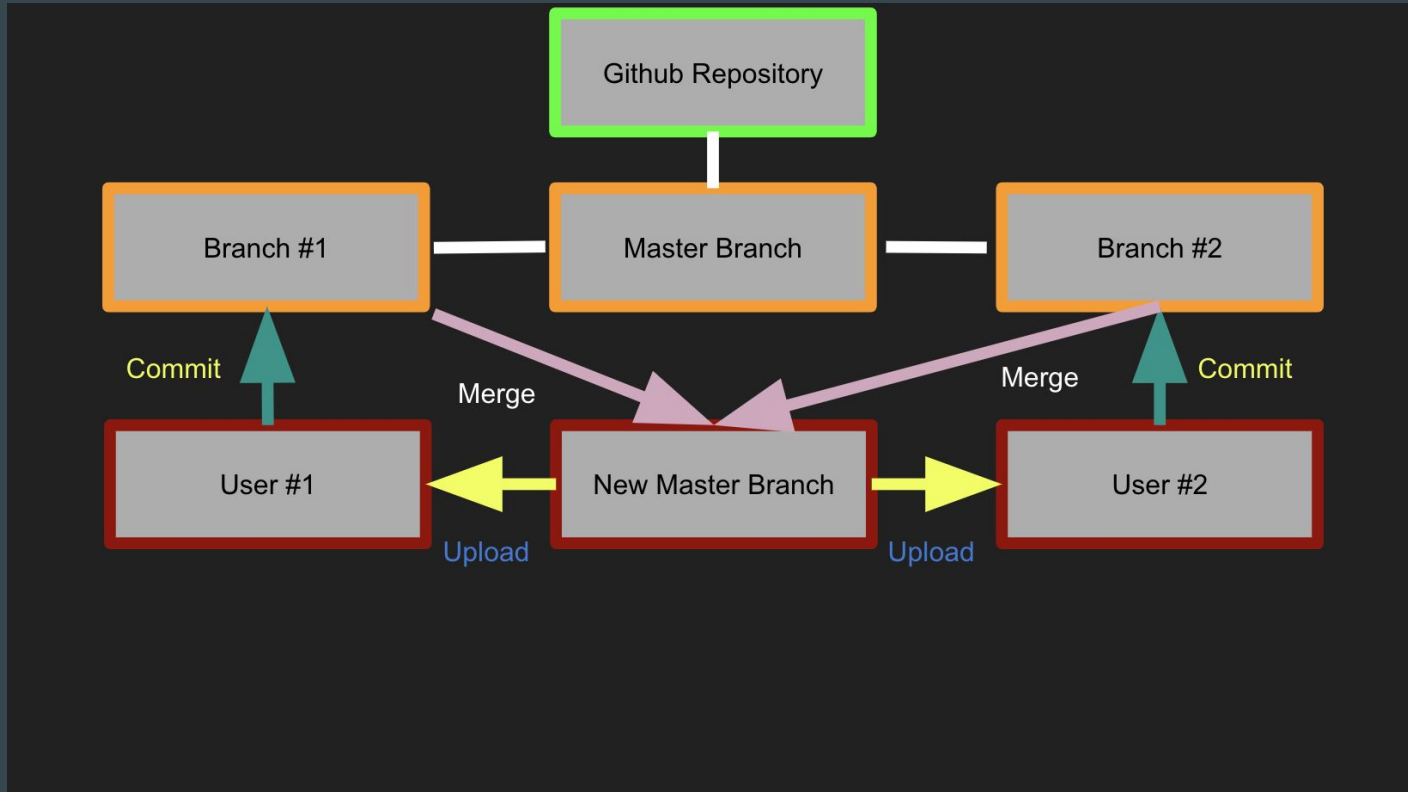 Github Repository
Branch #1
Master Branch
Branch #2
Commit
Merge
Merge
Commit
User #1
New Master Branch
User #2
Upload
Upload